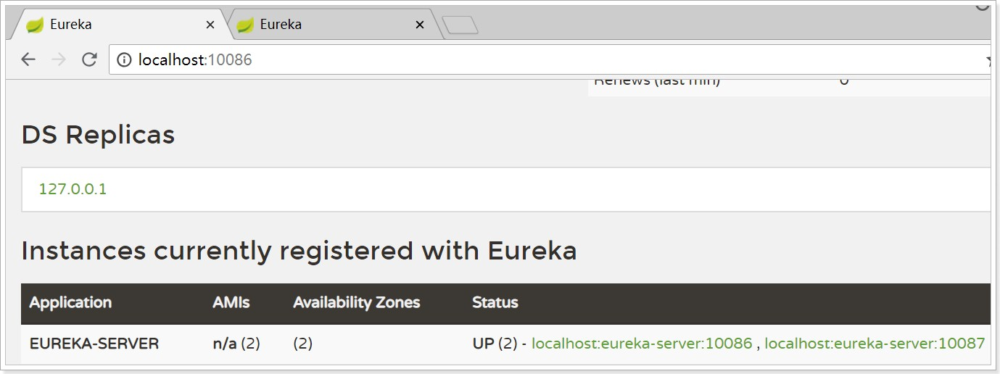 Eureka Eureka
localhost:10086
Renews (last min) 0
DS Replicas
127.0.0.1
Instances currently registered with Eureka
Application AMIs Availability Zones Status
EUREKA-SERVER n/a (2) (2) UP (2) - localhost:eureka-server:10086 , localhost:eureka-server:10087